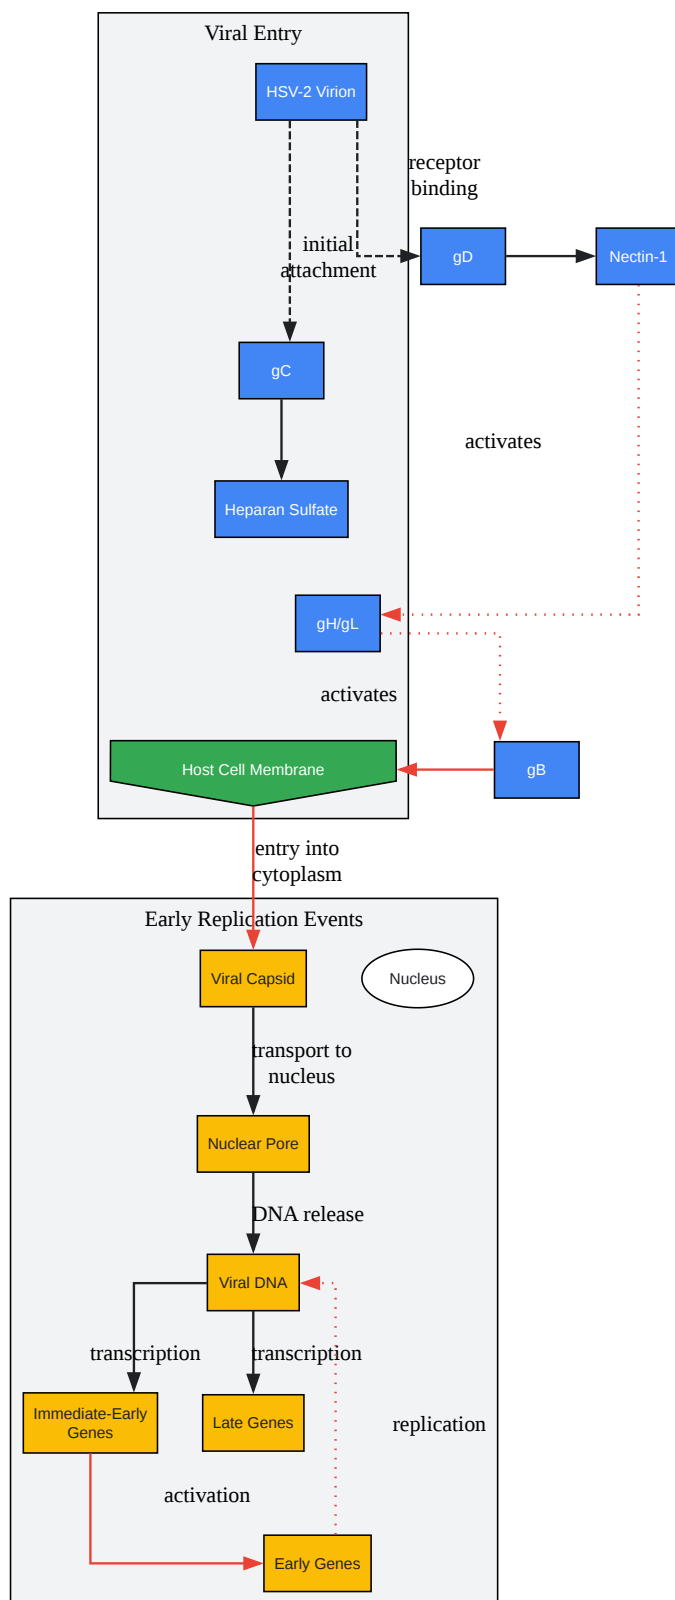 Viral Entry
HSV-2 Virion
receptor
binding
initial
attachment
gD
Nectin-1
gC
activates
Heparan Sulfate
gH/gL
activates
Host Cell Membrane
gB
entry into
cytoplasm
Early Replication Events
Viral Capsid
Nucleus
transport to
nucleus
Nuclear Pore
DNA release
Viral DNA
transcription
transcription
Immediate-Early
Genes
Late Genes
replication
activation
Early Genes